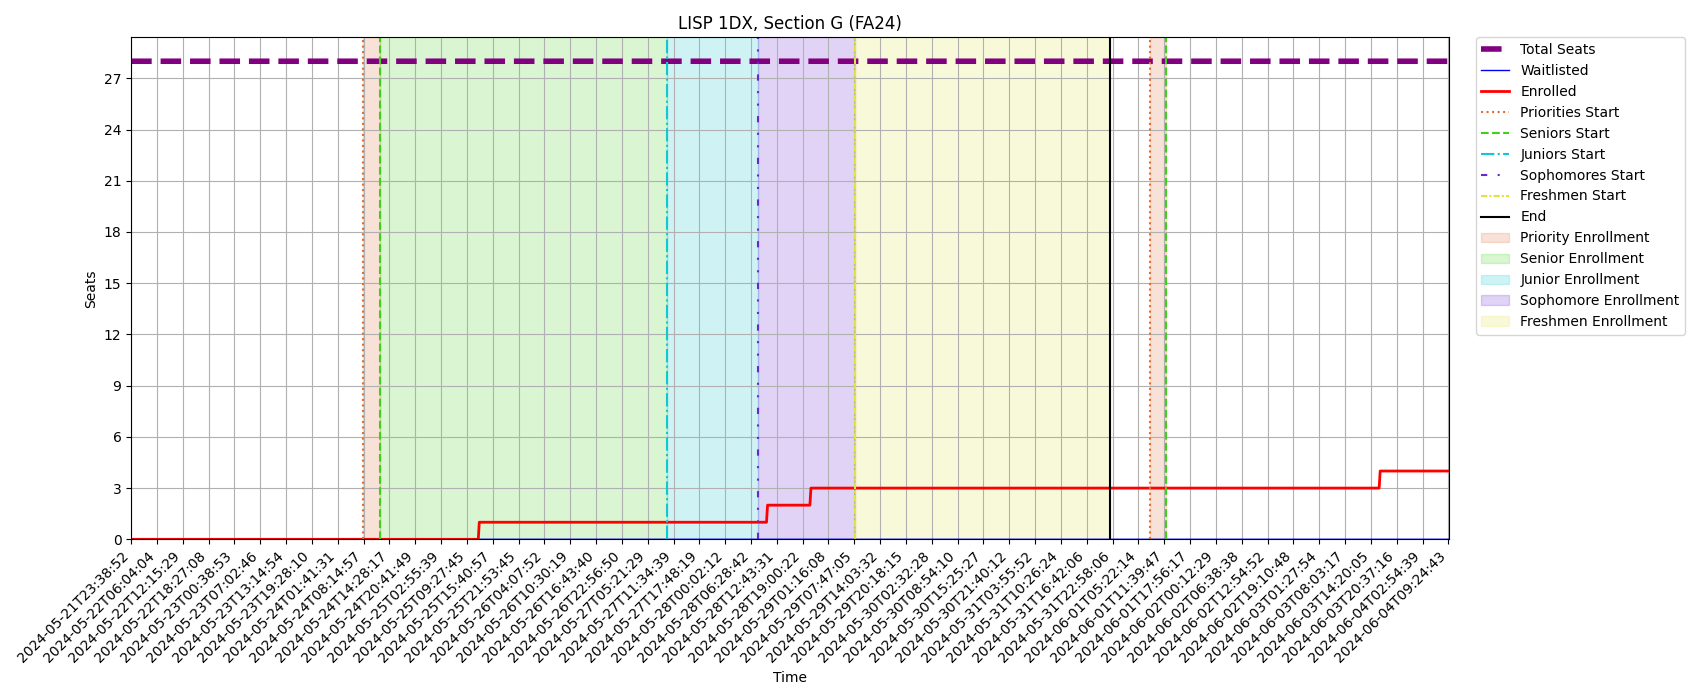 LISP 1DX, Section G (FA24)
Seats
27
24
21
18
15
12
9
6
3
0
2024-05-21T23:38:52
2024-05-22T06:04:04
2024-05-22T12:15:29
2024-05-22T18:27:08
2024-05-23T00:38:53
2024-05-23T07:02:46
2024-05-23T13:14:54
2024-05-23T19:28:10
2024-05-24T01:41:31
2024-05-24T08:14:57
2024-05-24T14:28:17
2024-05-24T20:41:49
2024-05-25T02:55:39
2024-05-25T09:27:45
2024-05-25T15:40:57
2024-05-25T21:53:45
2024-05-26T04:07:52
2024-05-26T10:30:19
2024-05-26T16:43:40
2024-05-26T22:56:50
2024-05-27T05:21:29
2024-05-27T11:34:39
2024-05-27T17:48:19
2024-05-28T00:02:12
2024-05-28T06:28:42
2024-05-28T12:43:31
2024-05-28T19:00:22
2024-05-29T01:16:08
2024-05-29T07:47:05
2024-05-29T14:03:32
2024-05-29T20:18:15
2024-05-30T02:32:28
2024-05-30T08:54:10
2024-05-30T15:25:27
2024-05-30T21:40:12
2024-05-31T03:55:52
2024-05-31T10:26:24
2024-05-31T16:42:06
2024-05-31T22:58:06
2024-06-01T05:22:14
2024-06-01T11:39:47
2024-06-01T17:56:17
2024-06-02T00:12:29
2024-06-02T06:38:38
2024-06-02T12:54:52
2024-06-02T19:10:48
2024-06-03T01:27:54
2024-06-03T08:03:17
2024-06-03T14:20:05
2024-06-03T20:37:16
2024-06-04T02:54:39
2024-06-04T09:24:43
Time
Total Seats
Waitlisted
Enrolled
Priorities Start
Seniors Start
Juniors Start
Sophomores Start
Freshmen Start
End
Priority Enrollment
Senior Enrollment
Junior Enrollment
Sophomore Enrollment
Freshmen Enrollment